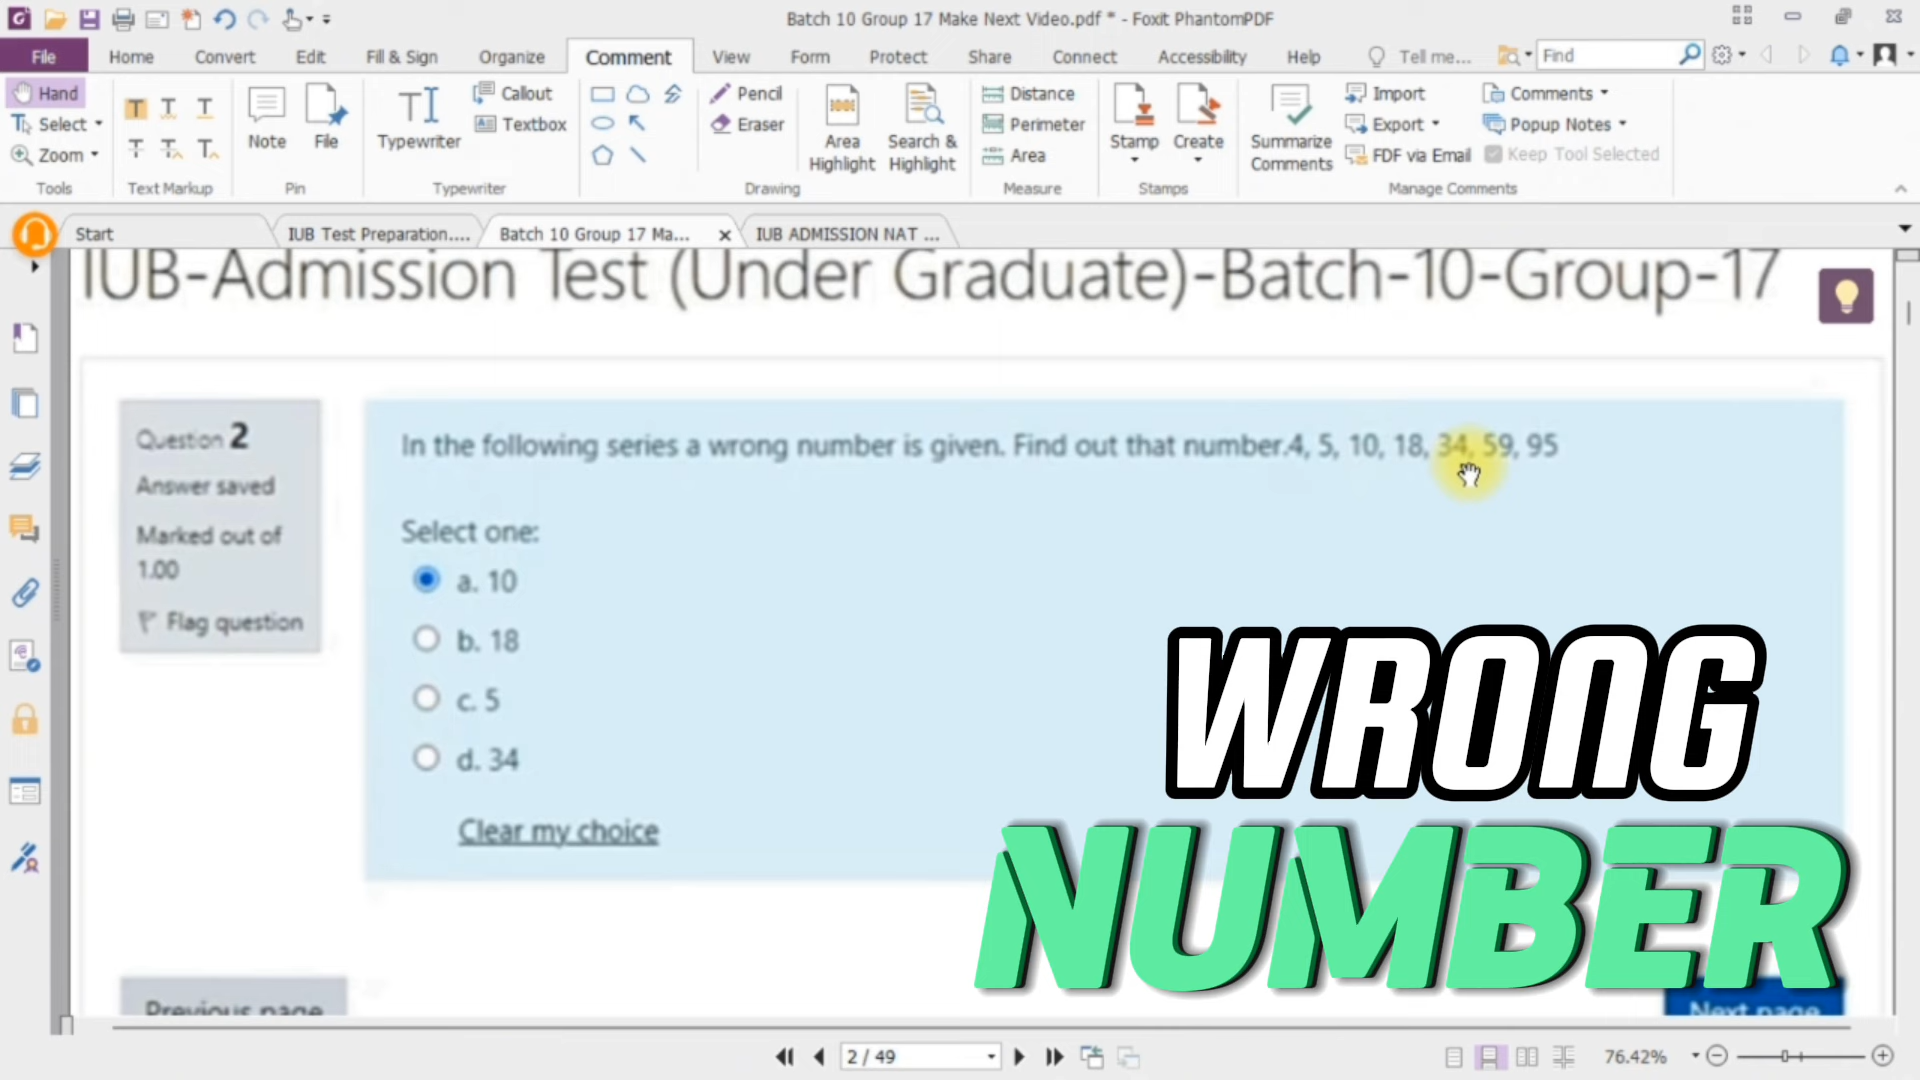 Batch 10 Group 17 Make Next Video.pdf * - Foxit PhantomPDF
File Home Convert Edit Fill & Sign Organize Comment View Form Protect Share Connect Accessibility Help Tell me... Find
Hand
Select
Zoom
Tools
Text Markup
Note
File
Pin
Typewriter
Callout
Textbox
Typewriter
Pencil
Eraser
Area Highlight
Search & Highlight
Drawing
Distance
Perimeter
Area
Measure
Stamp
Create
Stamps
Summarize Comments
Import
Export
FDF via Email
Comments
Popup Notes
Keep Tool Selected
Manage Comments
Start
IUB Test Preparation....
Batch 10 Group 17 Ma...
IUB ADMISSION NAT ...
IUB-Admission Test (Under Graduate)-Batch-10-Group-17
Question 2
Answer saved
Marked out of
1.00
Flag question
In the following series a wrong number is given. Find out that number.4, 5, 10, 18, 34, 59, 95
Select one:
a. 10
b. 18
c. 5
d. 34
Clear my choice
WRONG
NUMBER
Previous page
Next page
2 / 49
76.42%